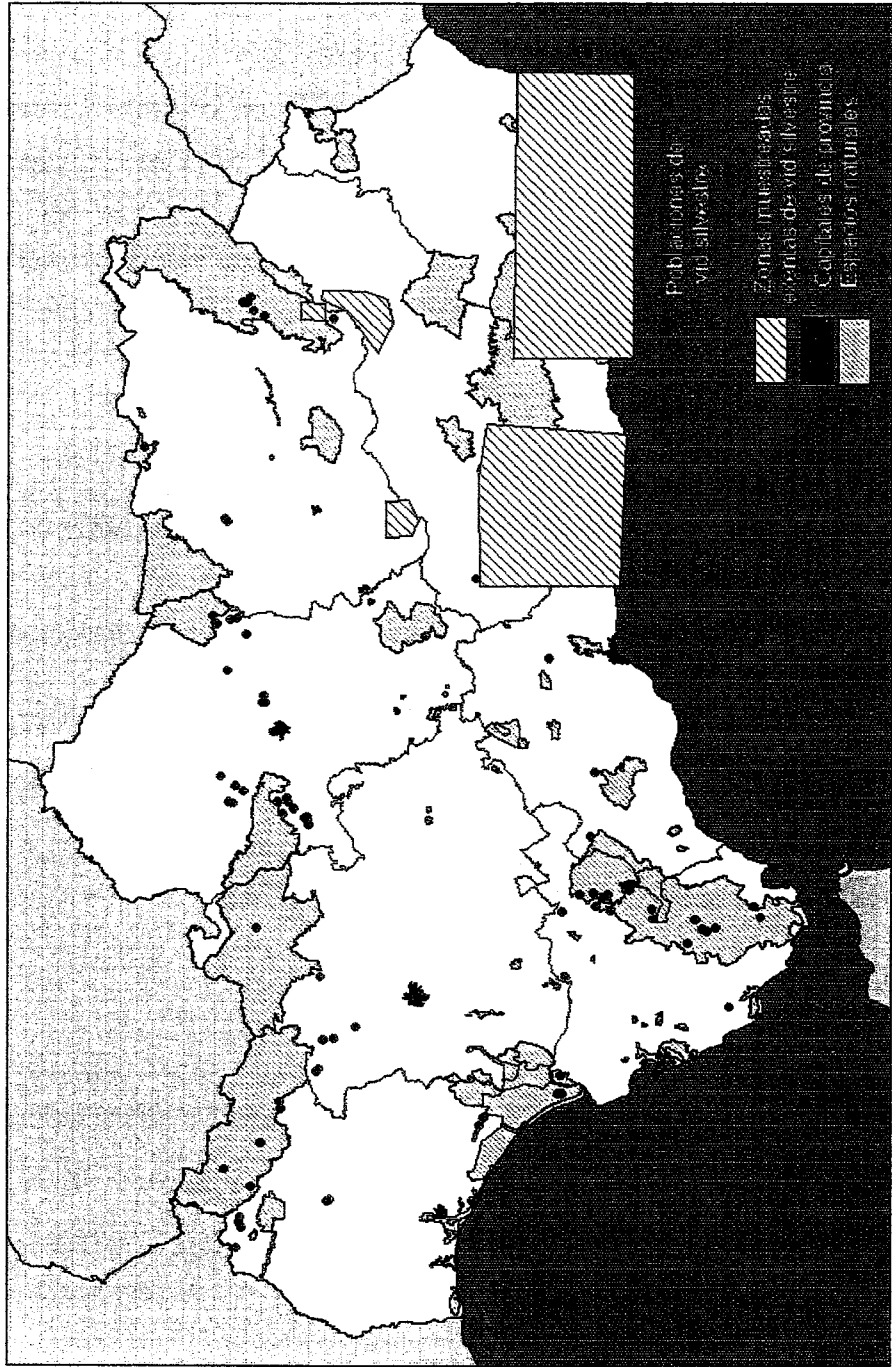 Poblaciones de
vid silvestre
Zonas muestreadas
exentas de vid silvestre
Capitales de provincia
Espacios naturales